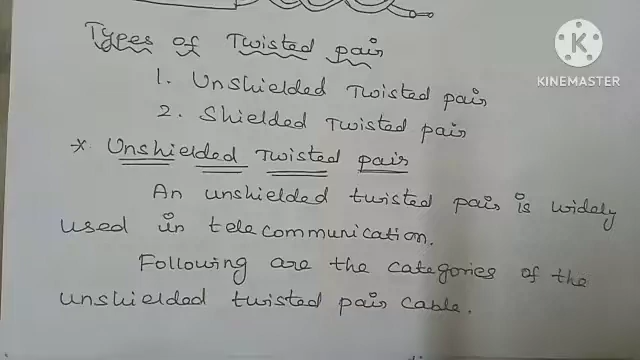 Types of Twisted pair
1. Unshielded Twisted pair
2. Shielded Twisted pair
* Unshielded Twisted pair
An unshielded twisted pair is widely
used in telecommunication.
Following are the categories of the
unshielded twisted pair cable.
KINEMASTER